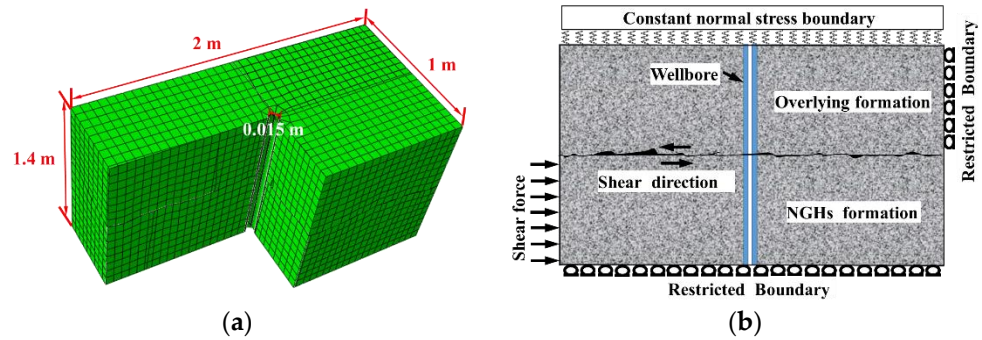 2 m
1 m
0.015 m
1.4 m
(a)
Constant normal stress boundary
Wellbore
Overlying formation
Restricted Boundary
Shear direction
Shear force
NGHs formation
Restricted Boundary
(b)